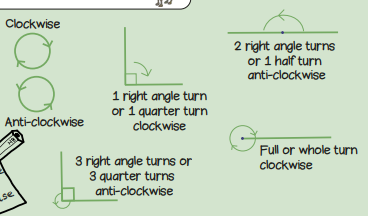 Clockwise
Anti-clockwise
1 right angle turn
or 1 quarter turn
clockwise
2 right angle turns
or 1 half turn
anti-clockwise
3 right angle turns or
3 quarter turns
anti-clockwise
Full or whole turn
clockwise